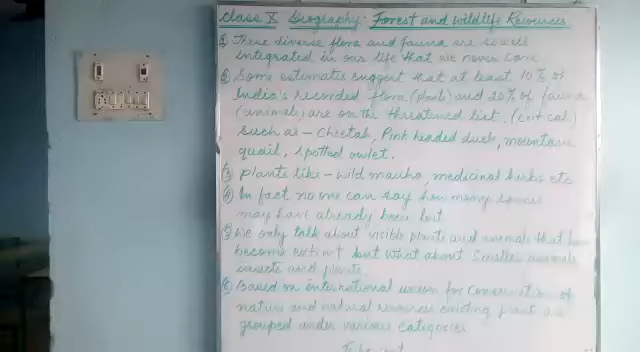 Class X Geography: Forest and wildlife Resources
① These diverse flora and fauna are so well
integrated in our life that we never care
② Some estimates suggest that at least 10% of
India's recorded flora (plants) and 20% of fauna
(animals) are on the threatened list. (critical)
Such as – Cheetah, Pink headed duck, mountain
quail, spotted owlet.
③ plants like – wild mauha, medicinal herbs etc
④ In fact no one can say how many species
may have already been lost
⑤ We only talk about visible plants and animals that have
become extinct but what about smaller animals
insects and plants
⑥ Based on international union for Conservation of
nature and natural resources existing plant are
grouped under various categories